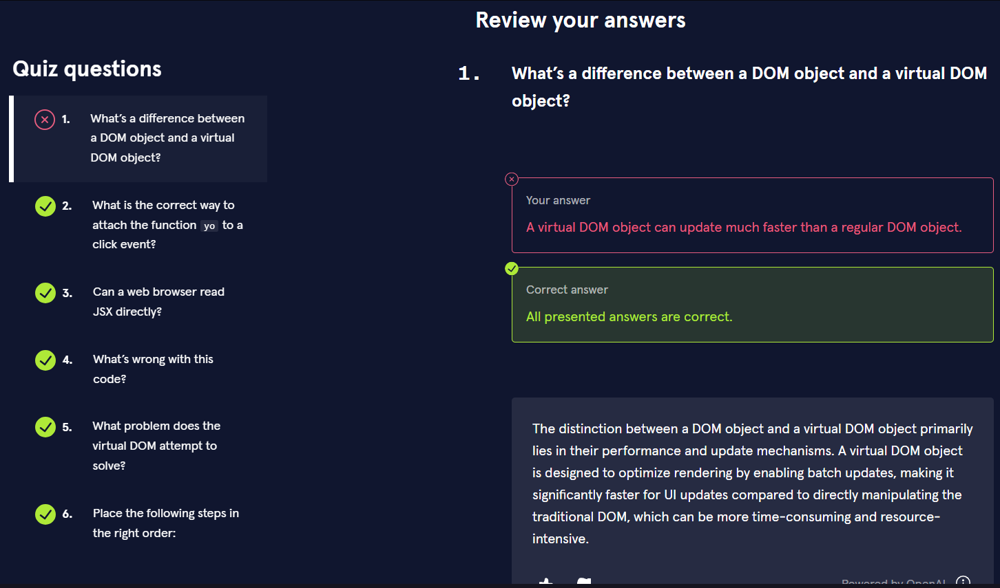 Review your answers
Quiz questions
1. What's a difference between
a DOM object and a virtual
DOM object?
2. What is the correct way to
attach the function yo to a
click event?
3. Can a web browser read
JSX directly?
4. What's wrong with this
code?
5. What problem does the
virtual DOM attempt to
solve?
6. Place the following steps in
the right order:
1. What's a difference between a DOM object and a virtual DOM
object?
Your answer
A virtual DOM object can update much faster than a regular DOM object.
Correct answer
All presented answers are correct.
The distinction between a DOM object and a virtual DOM object primarily
lies in their performance and update mechanisms. A virtual DOM object
is designed to optimize rendering by enabling batch updates, making it
significantly faster for UI updates compared to directly manipulating the
traditional DOM, which can be more time-consuming and resource-
intensive.
Powered by OpenAI